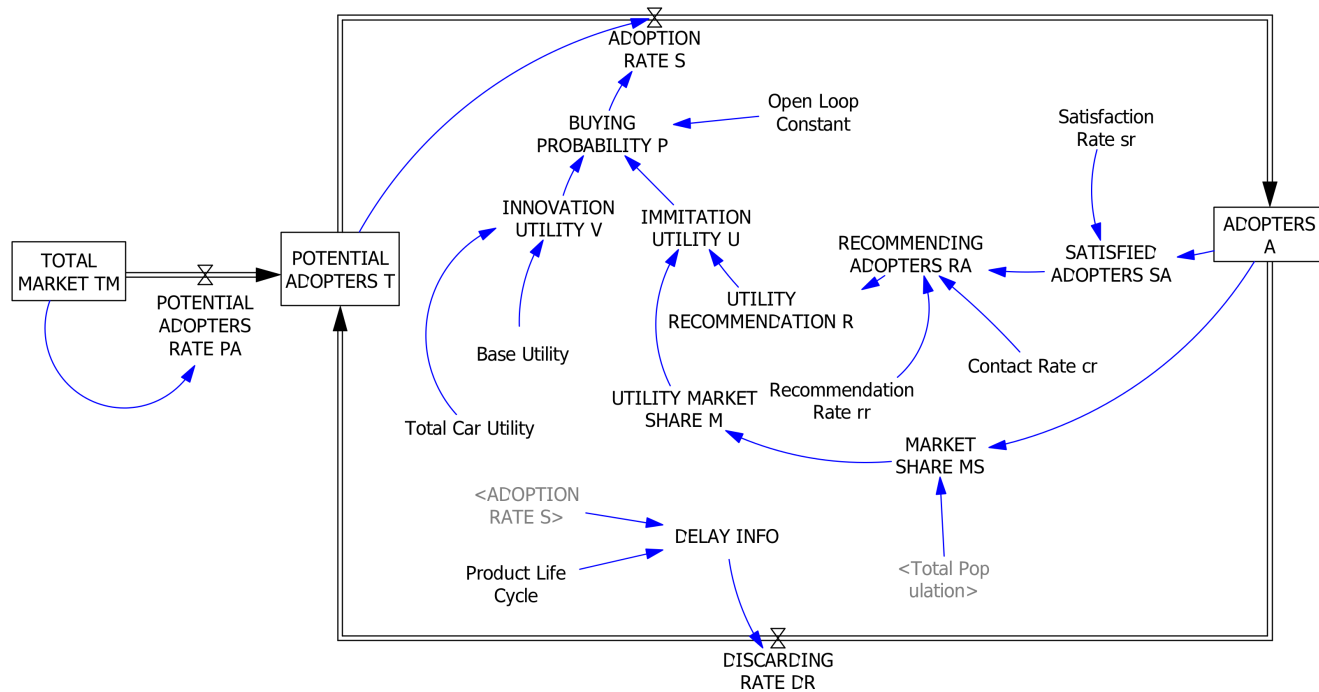 ADOPTION
RATE S
Open Loop
Constant
BUYING
PROBABILITY P
Satisfaction
Rate sr
INNOVATION
UTILITY V
IMMITATION
UTILITY U
RECOMMENDING
ADOPTERS RA
SATISFIED
ADOPTERS SA
ADOPTERS
A
TOTAL
MARKET TM
POTENTIAL
ADOPTERS T
POTENTIAL
ADOPTERS
RATE PA
UTILITY
RECOMMENDATION R
Base Utility
Contact Rate cr
Recommendation
Rate rr
UTILITY MARKET
SHARE M
Total Car Utility
MARKET
SHARE MS
<ADOPTION
RATE S>
DELAY INFO
Product Life
Cycle
<Total Pop
ulation>
DISCARDING
RATE DR